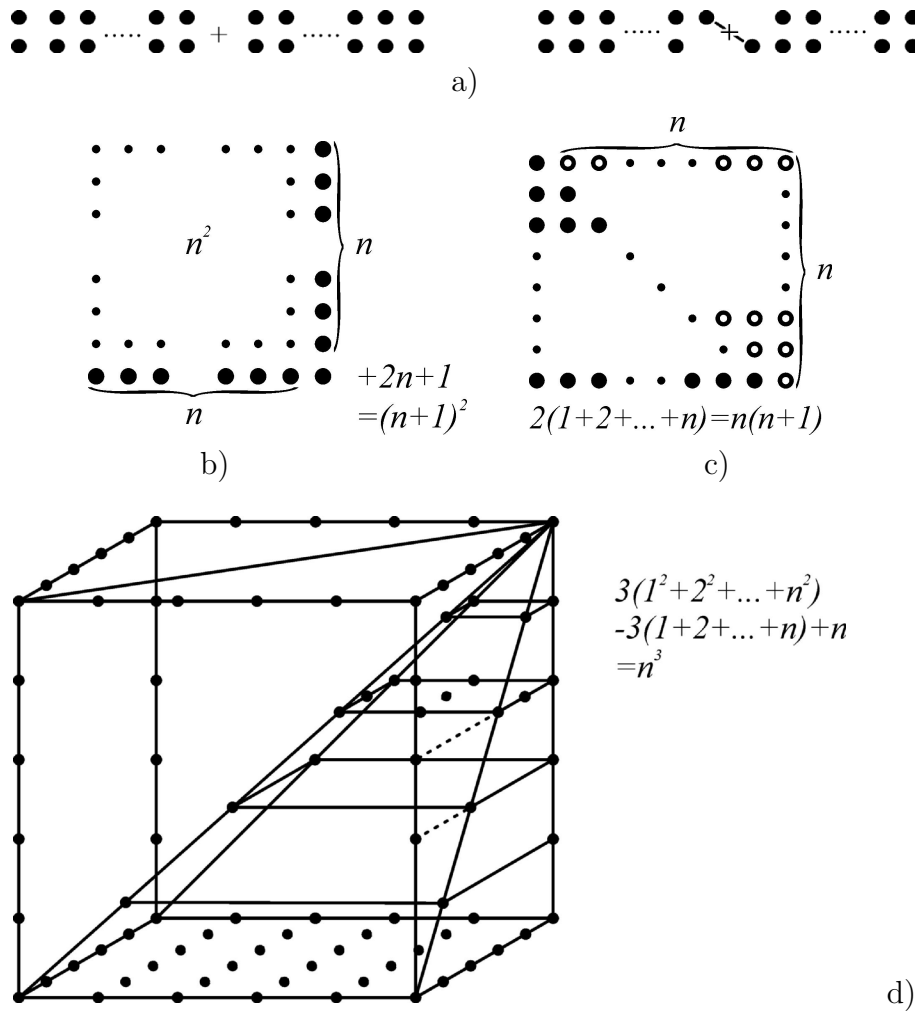 ..... + ..... ..... + .....
a)
n
n²
n
n
n
+2n+1
=(n+1)²
2(1+2+...+n)=n(n+1)
b)
c)
3(1²+2²+...+n²)
-3(1+2+...+n)+n
=n³
d)